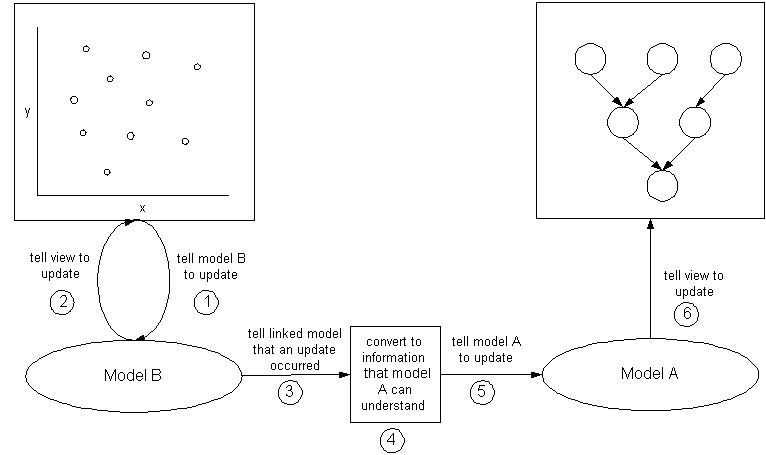 y
x
tell view to
update
2
tell model B
to update
1
Model B
tell linked model
that an update
occurred
3
convert to
information
that model
A can
understand
4
tell model A
to update
5
Model A
tell view to
update
6